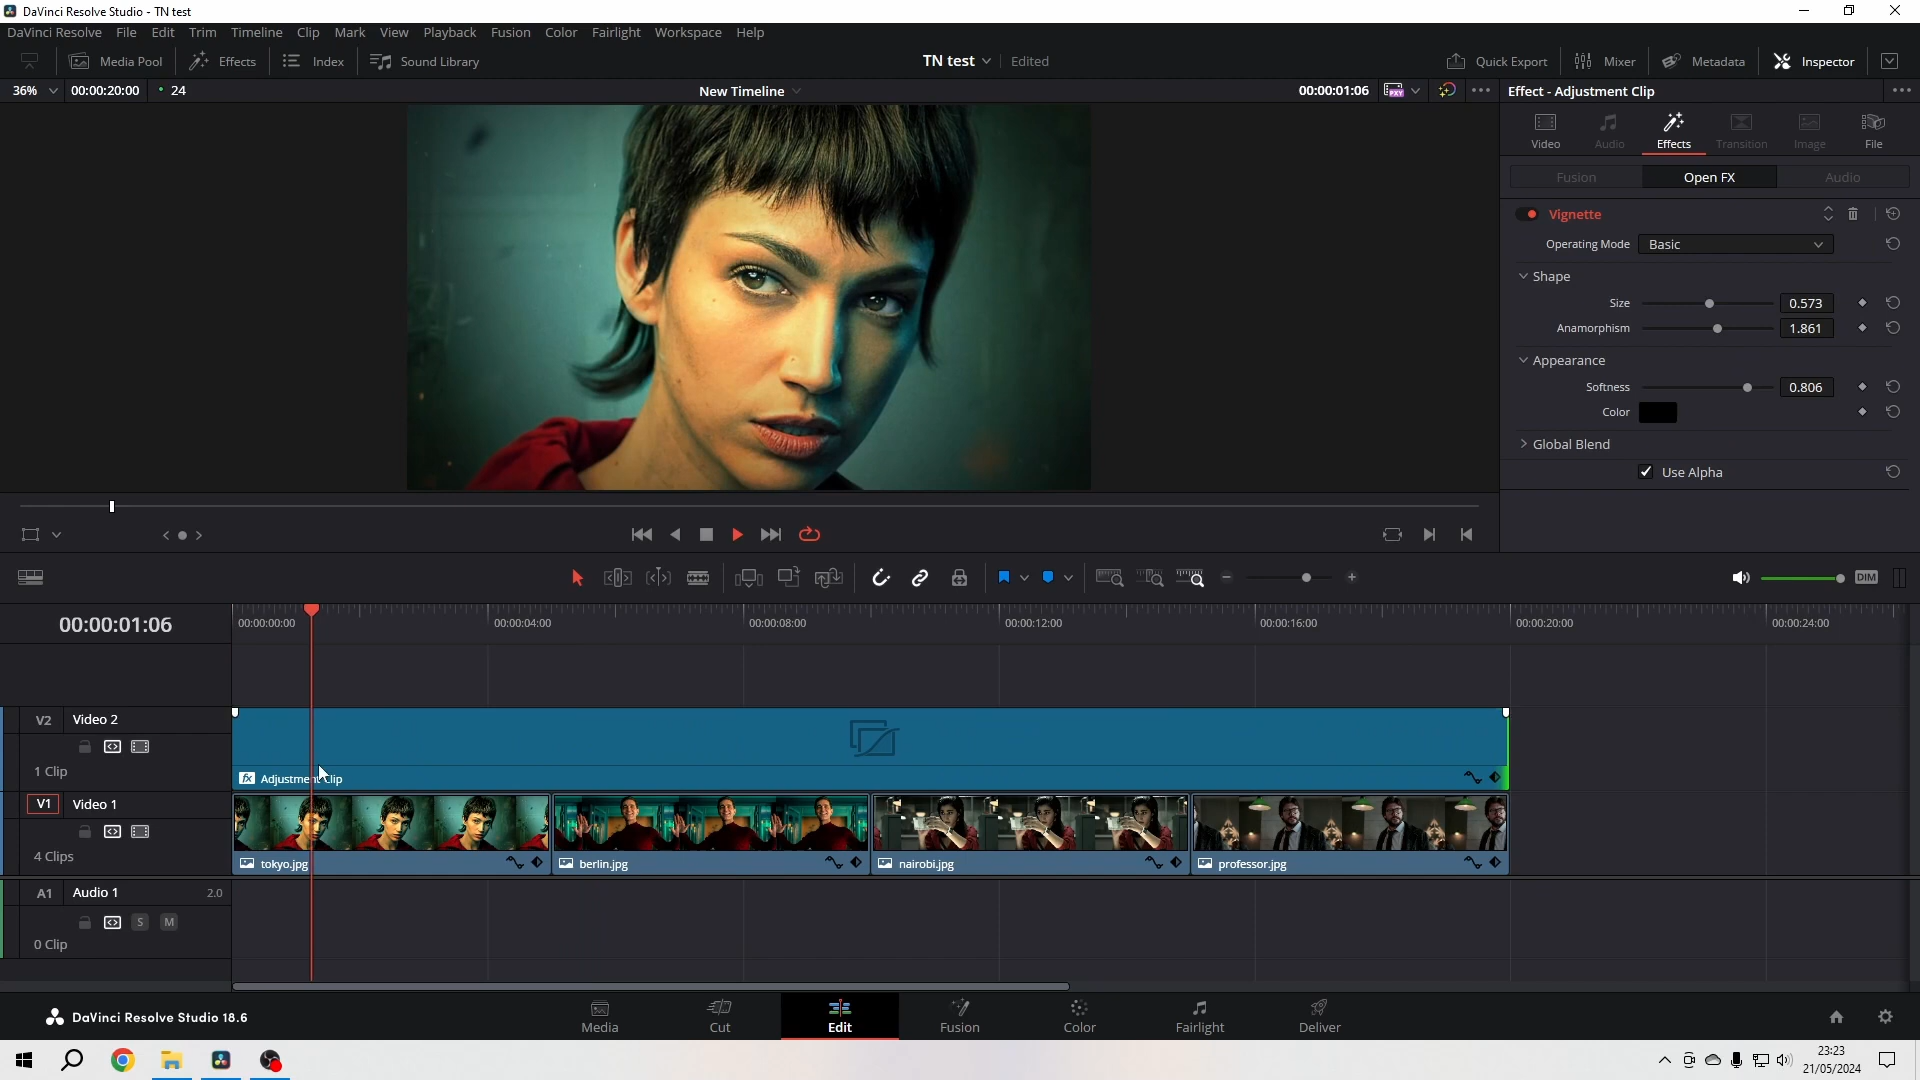 DaVinci Resolve Studio - TN test
DaVinci Resolve File Edit Trim Timeline Clip Mark View Playback Fusion Color Fairlight Workspace Help
Media Pool Effects Index Sound Library TN test Edited Quick Export Mixer Metadata Inspector
36% 00:00:20:00 24 New Timeline 00:00:01:06 PXY Effect - Adjustment Clip
Video Audio Effects Transition Image File
Fusion Open FX Audio
Vignette
Operating Mode Basic
Shape
Size 0.573
Anamorphism 1.861
Appearance
Softness 0.806
Color
Global Blend
Use Alpha
DIM
00:00:01:06 00:00:00:00 00:00:04:00 00:00:08:00 00:00:12:00 00:00:16:00 00:00:20:00 00:00:24:00
V2 Video 2
1 Clip
fx Adjustment Clip
V1 Video 1
4 Clips
tokyo.jpg berlin.jpg nairobi.jpg professor.jpg
A1 Audio 1 2.0
S M
0 Clip
DaVinci Resolve Studio 18.6 Media Cut Edit Fusion Color Fairlight Deliver
23:23
21/05/2024